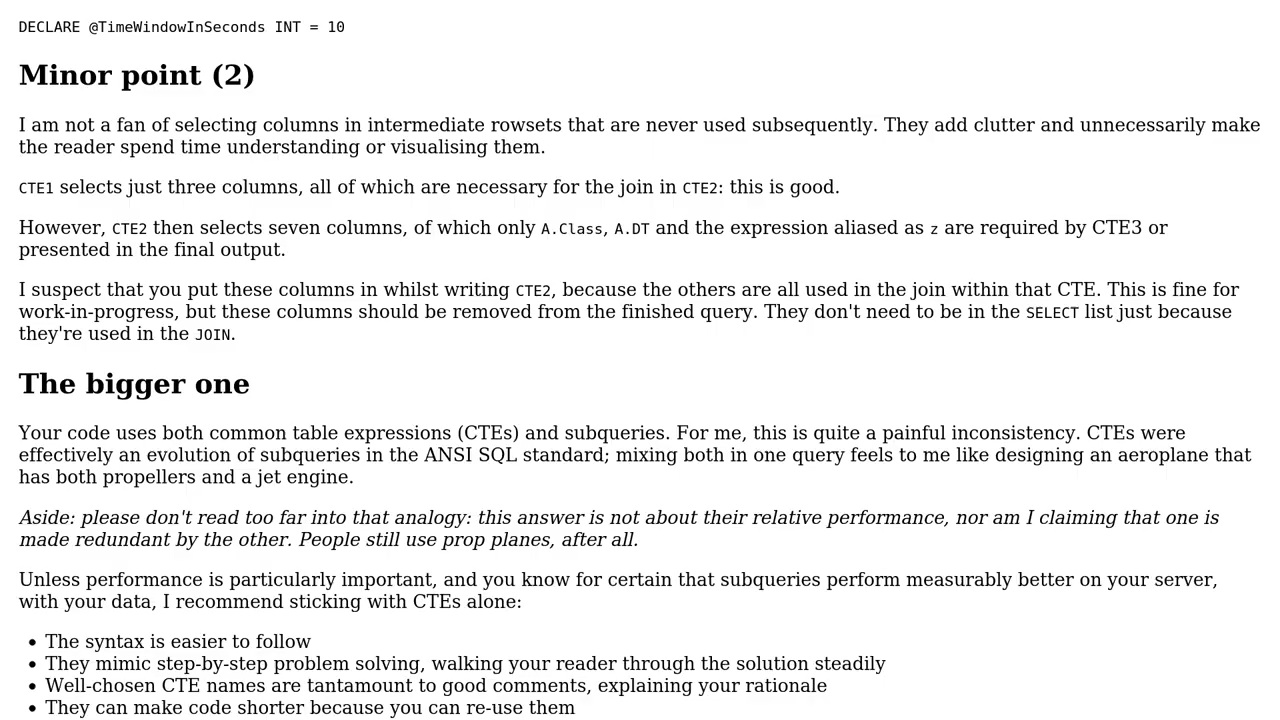 DECLARE @TimeWindowInSeconds INT = 10
Minor point (2)
I am not a fan of selecting columns in intermediate rowsets that are never used subsequently. They add clutter and unnecessarily make
the reader spend time understanding or visualising them.
CTE1 selects just three columns, all of which are necessary for the join in CTE2: this is good.
However, CTE2 then selects seven columns, of which only A.Class, A.DT and the expression aliased as z are required by CTE3 or
presented in the final output.
I suspect that you put these columns in whilst writing CTE2, because the others are all used in the join within that CTE. This is fine for
work-in-progress, but these columns should be removed from the finished query. They don't need to be in the SELECT list just because
they're used in the JOIN.
The bigger one
Your code uses both common table expressions (CTEs) and subqueries. For me, this is quite a painful inconsistency. CTEs were
effectively an evolution of subqueries in the ANSI SQL standard; mixing both in one query feels to me like designing an aeroplane that
has both propellers and a jet engine.
Aside: please don't read too far into that analogy: this answer is not about their relative performance, nor am I claiming that one is
made redundant by the other. People still use prop planes, after all.
Unless performance is particularly important, and you know for certain that subqueries perform measurably better on your server,
with your data, I recommend sticking with CTEs alone:
• The syntax is easier to follow
• They mimic step-by-step problem solving, walking your reader through the solution steadily
• Well-chosen CTE names are tantamount to good comments, explaining your rationale
• They can make code shorter because you can re-use them